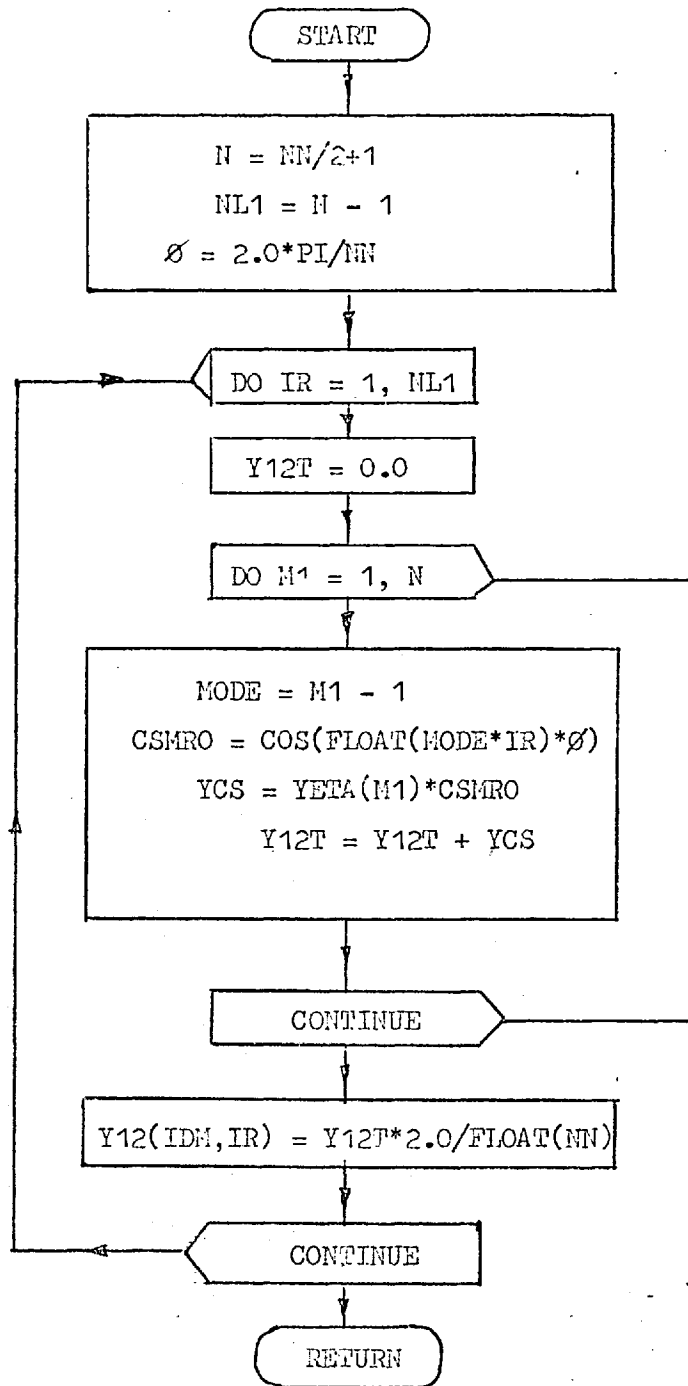 START
N = NN/2+1
NL1 = N - 1
Ø = 2.0*PI/NN
DO IR = 1, NL1
Y12T = 0.0
DO M1 = 1, N
MODE = M1 - 1
CSMRO = COS(FLOAT(MODE*IR)*Ø)
YCS = YETA(M1)*CSMRO
Y12T = Y12T + YCS
CONTINUE
Y12(IDM,IR) = Y12T*2.0/FLOAT(NN)
CONTINUE
RETURN